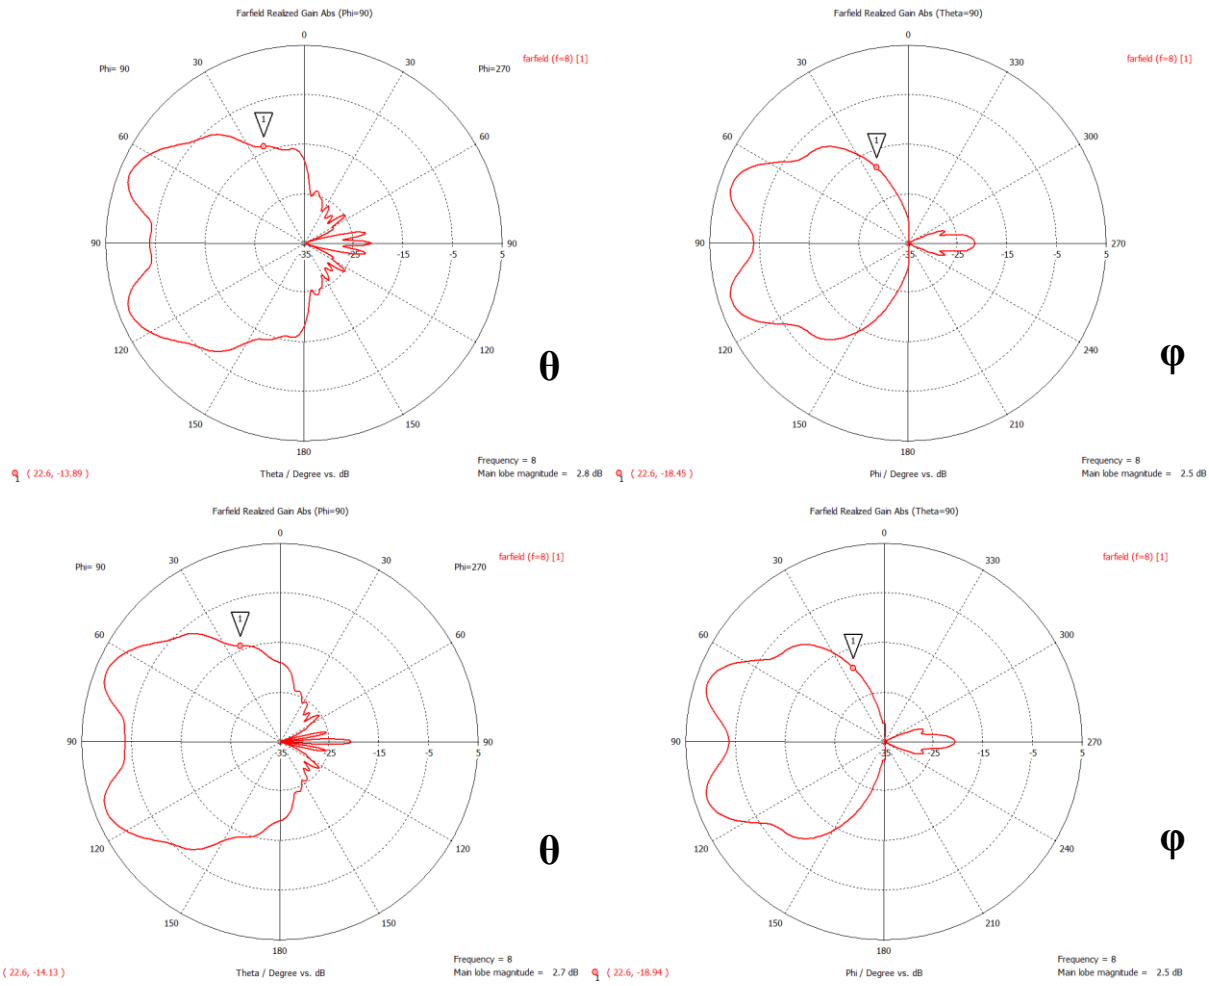 Farfield Realized Gain Abs (Phi=90)
0
30
30
Phi= 90
Phi=270
farfield (f=8) [1]
1
60
60
90
-35
-25
-15
-5
5
90
120
120
150
150
180
θ
1
( 22.6, -13.89 )
Theta / Degree vs. dB
Frequency = 8
Main lobe magnitude = 2.8 dB
Farfield Realized Gain Abs (Theta=90)
0
30
330
farfield (f=8) [1]
1
60
300
90
-35
-25
-15
-5
5
270
120
240
150
210
180
φ
1
( 22.6, -18.45 )
Phi / Degree vs. dB
Frequency = 8
Main lobe magnitude = 2.5 dB
Farfield Realized Gain Abs (Phi=90)
0
30
30
Phi= 90
Phi=270
farfield (f=8) [1]
1
60
60
90
-35
-25
-15
-5
5
90
120
120
150
150
180
θ
( 22.6, -14.13 )
Theta / Degree vs. dB
Frequency = 8
Main lobe magnitude = 2.7 dB
Farfield Realized Gain Abs (Theta=90)
0
30
330
farfield (f=8) [1]
1
60
300
90
-35
-25
-15
-5
5
270
120
240
150
210
180
φ
1
( 22.6, -18.94 )
Phi / Degree vs. dB
Frequency = 8
Main lobe magnitude = 2.5 dB